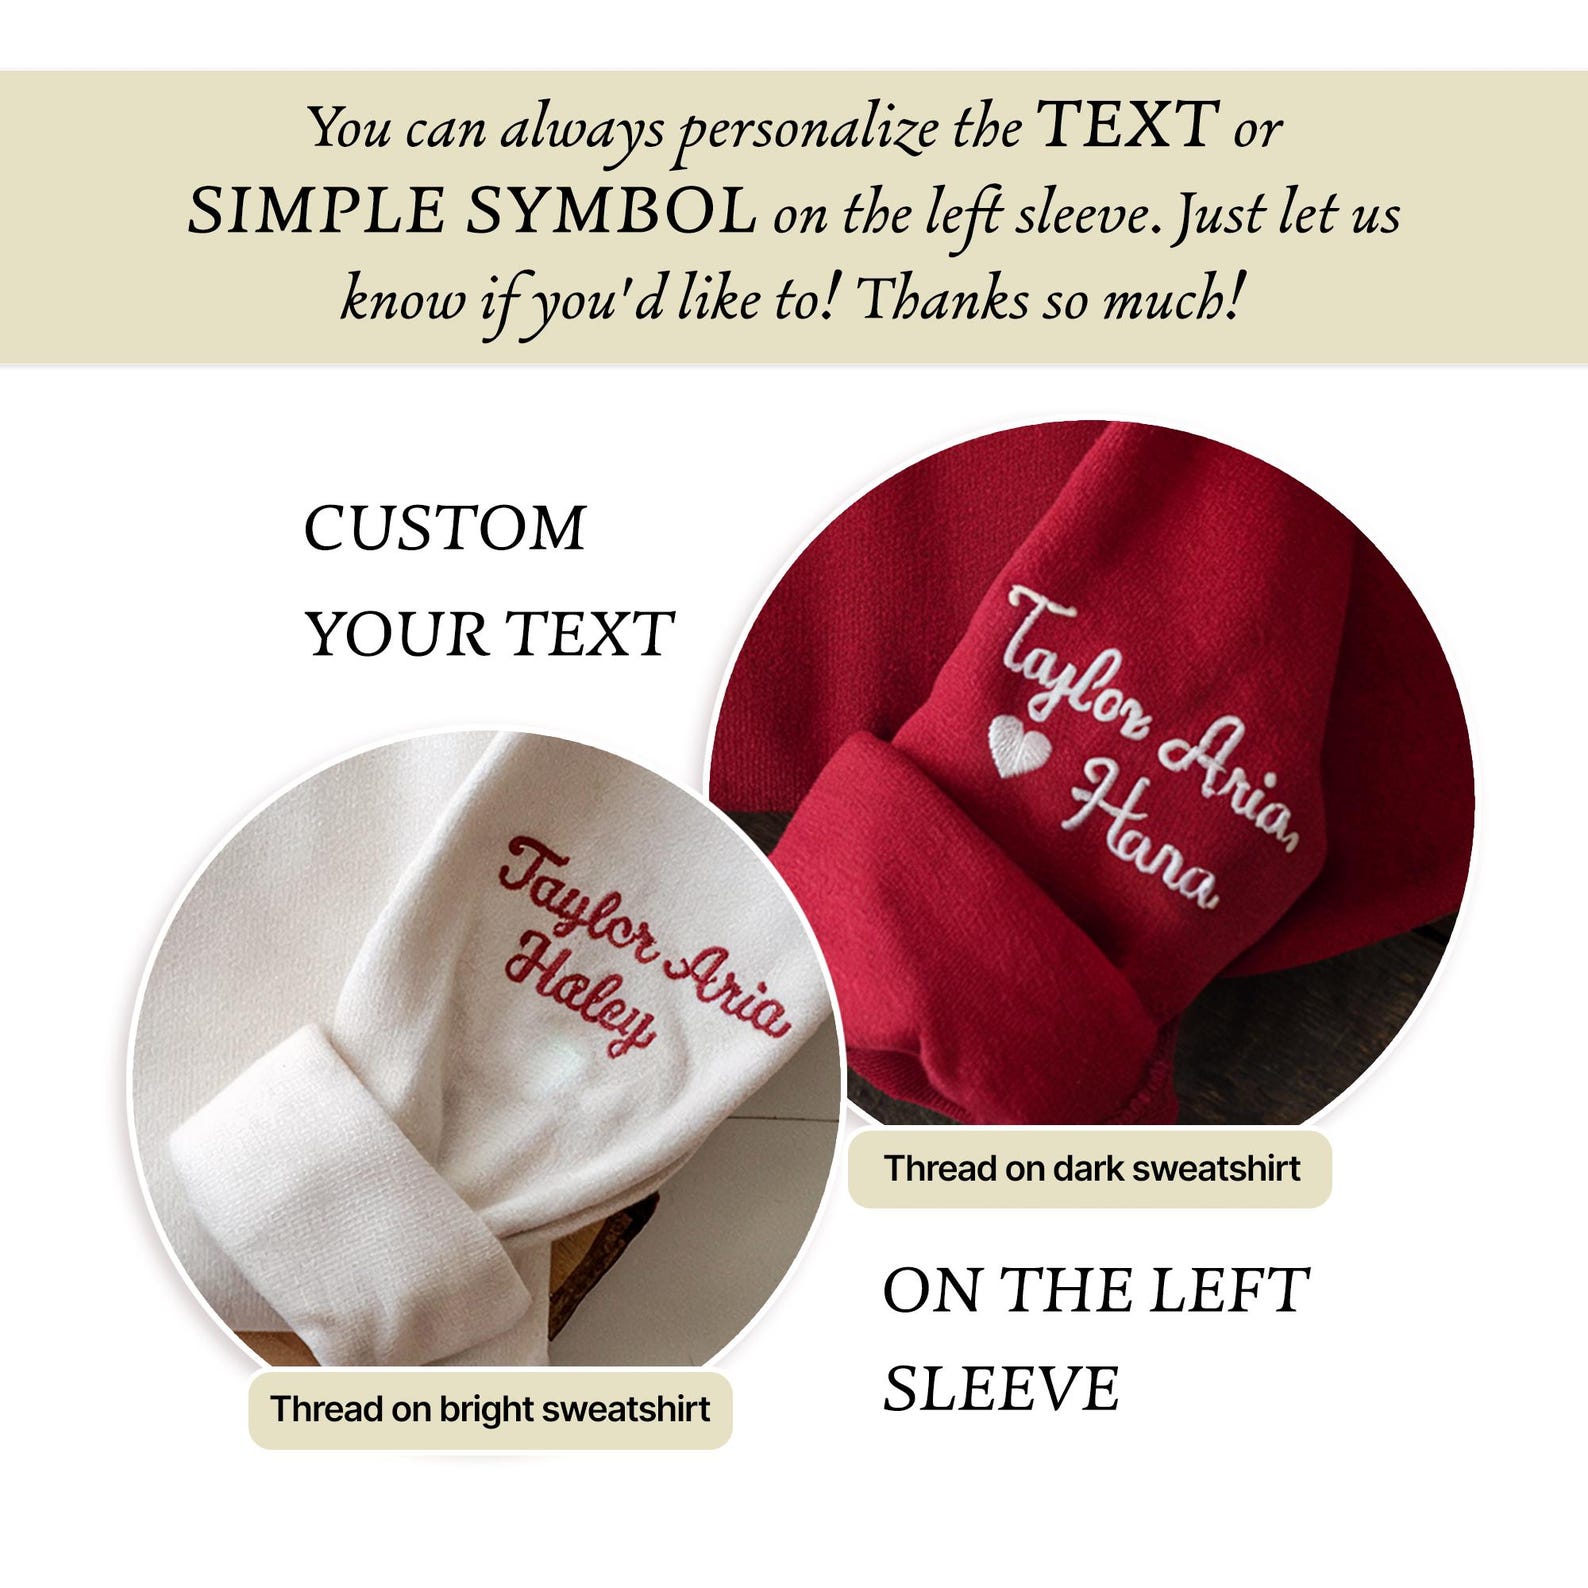 You can always personalize the TEXT or
SIMPLE SYMBOL on the left sleeve. Just let us
know if you'd like to! Thanks so much!
CUSTOM
YOUR TEXT
Taylor Aria,
Hana
Taylor Aria
Haley
Thread on dark sweatshirt
Thread on bright sweatshirt
ON THE LEFT
SLEEVE